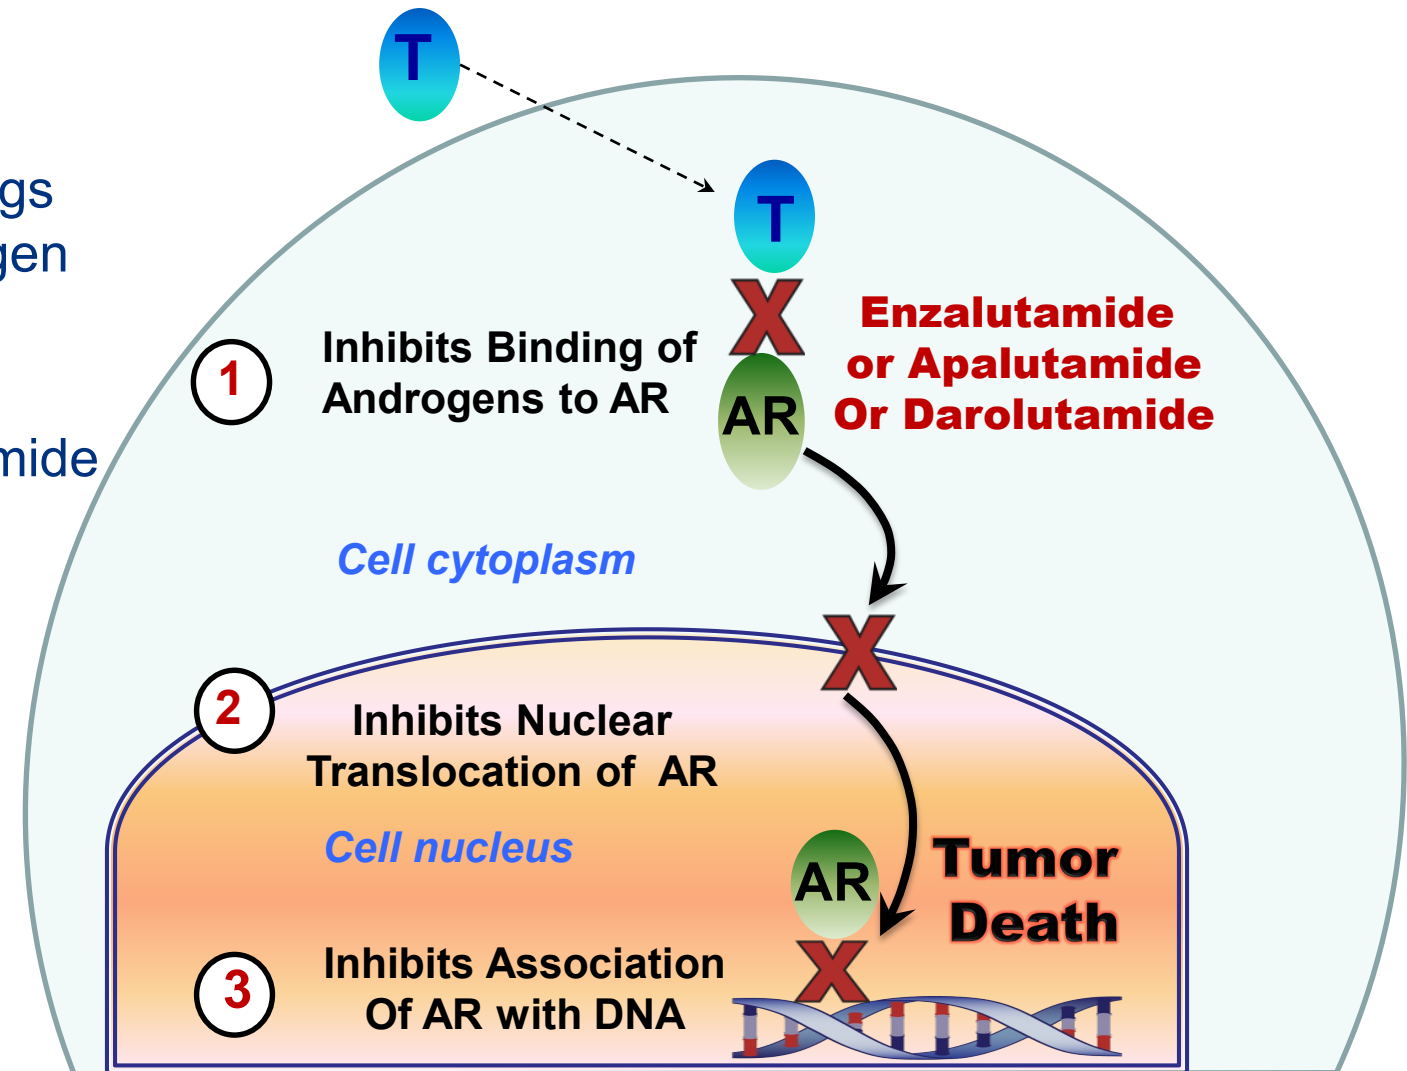 T
T
gs
gen
mide
1
Inhibits Binding of
Androgens to AR
X
AR
Enzalutamide
or Apalutamide
Or Darolutamide
Cell cytoplasm
X
2
Inhibits Nuclear
Translocation of AR
Cell nucleus
AR
Tumor
Death
3
Inhibits Association
Of AR with DNA
X